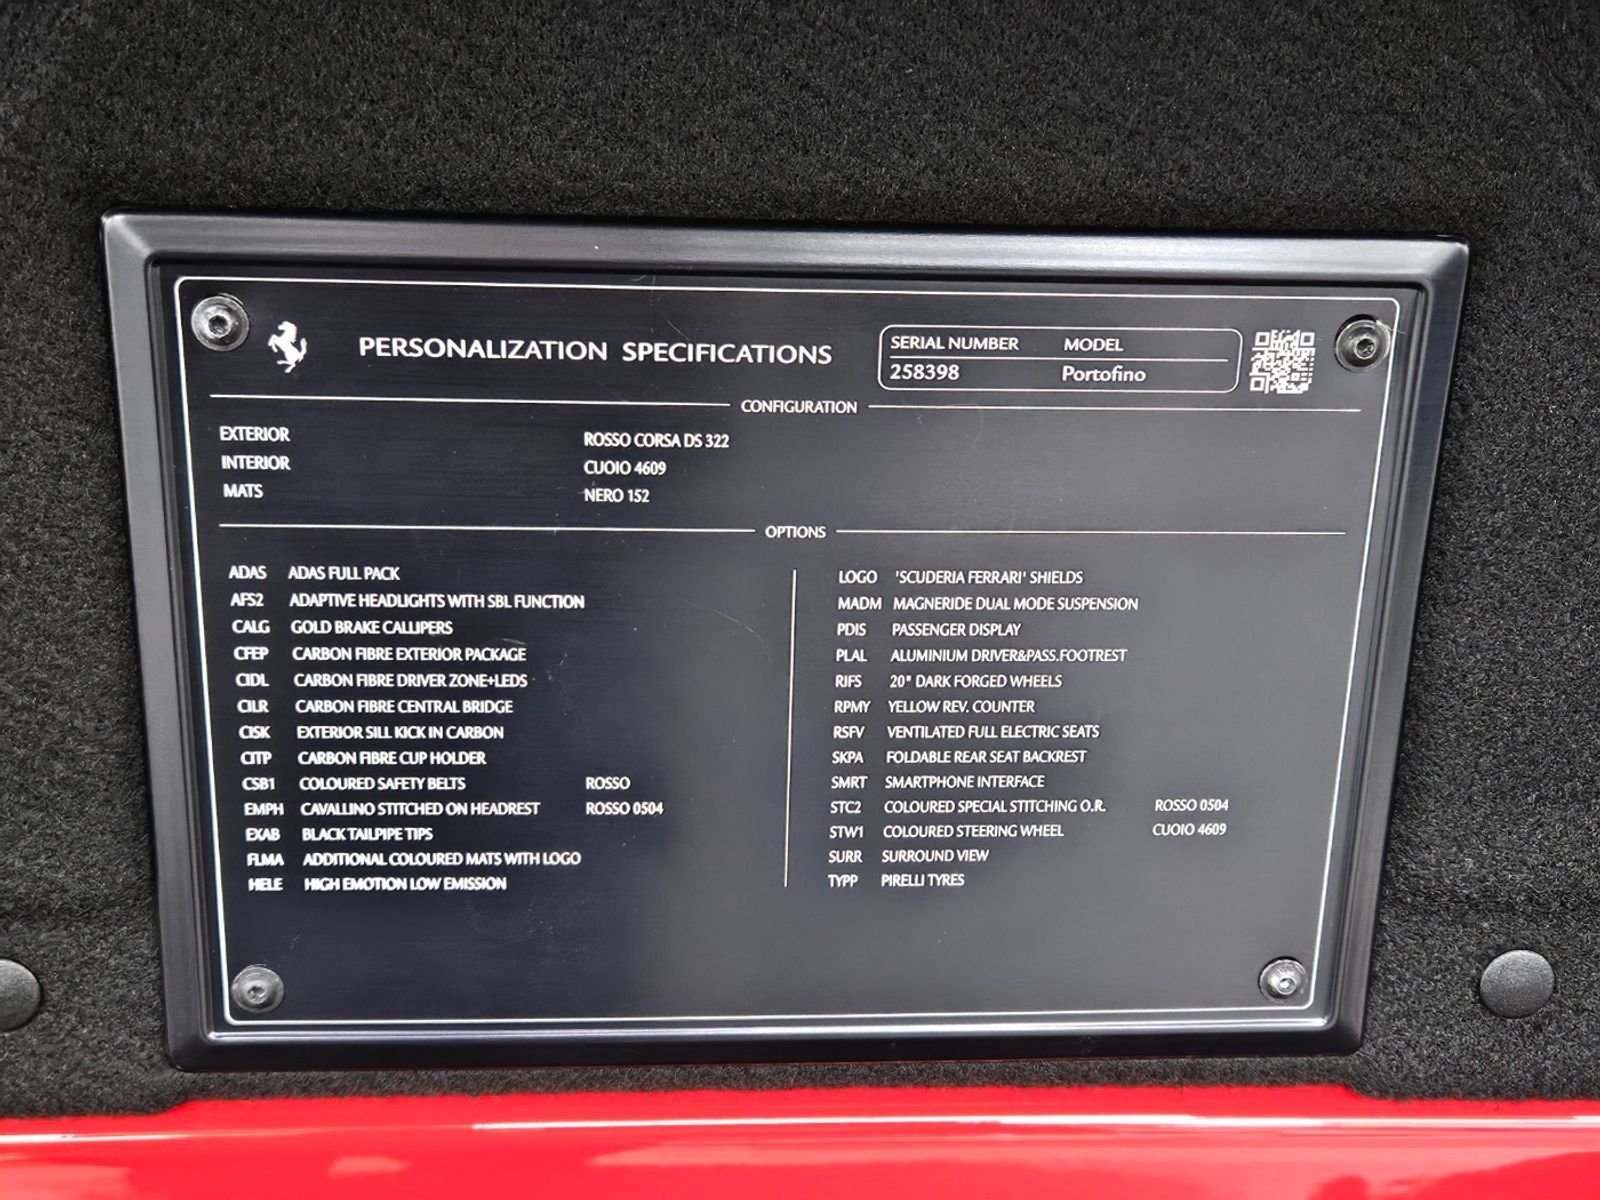 PERSONALIZATION SPECIFICATIONS
SERIAL NUMBER MODEL
258398 Portofino
CONFIGURATION
EXTERIOR ROSSO CORSA DS 322
INTERIOR CUOIO 4609
MATS NERO 152
OPTIONS
ADAS ADAS FULL PACK
AFS2 ADAPTIVE HEADLIGHTS WITH SBL FUNCTION
CALG GOLD BRAKE CALLIPERS
CFEP CARBON FIBRE EXTERIOR PACKAGE
CIDL CARBON FIBRE DRIVER ZONE+LEDS
CILR CARBON FIBRE CENTRAL BRIDGE
CISK EXTERIOR SILL KICK IN CARBON
CITP CARBON FIBRE CUP HOLDER
CSB1 COLOURED SAFETY BELTS ROSSO
EMPH CAVALLINO STITCHED ON HEADREST ROSSO 0504
EXAB BLACK TAILPIPE TIPS
FLMA ADDITIONAL COLOURED MATS WITH LOGO
HELE HIGH EMOTION LOW EMISSION
LOGO 'SCUDERIA FERRARI' SHIELDS
MADM MAGNERIDE DUAL MODE SUSPENSION
PDIS PASSENGER DISPLAY
PLAL ALUMINIUM DRIVER&PASS.FOOTREST
RIFS 20" DARK FORGED WHEELS
RPMY YELLOW REV. COUNTER
RSFV VENTILATED FULL ELECTRIC SEATS
SKPA FOLDABLE REAR SEAT BACKREST
SMRT SMARTPHONE INTERFACE
STC2 COLOURED SPECIAL STITCHING O.R. ROSSO 0504
STW1 COLOURED STEERING WHEEL CUOIO 4609
SURR SURROUND VIEW
TYPP PIRELLI TYRES